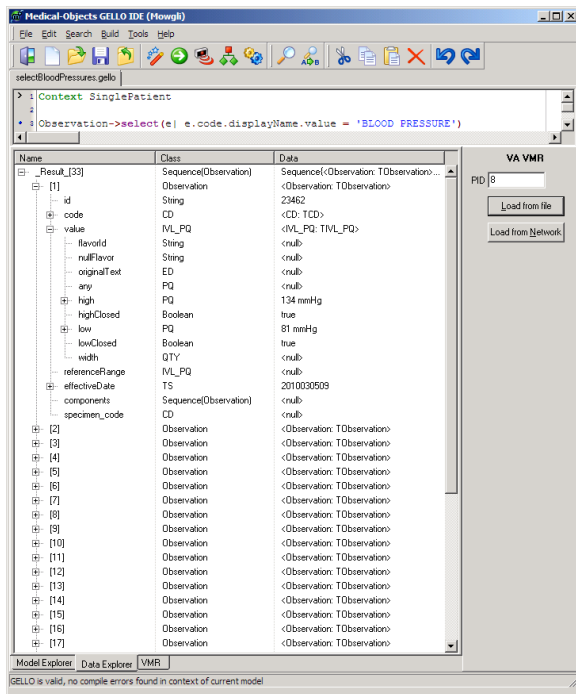 Medical-Objects GELLO IDE (Mowgli)
File Edit Search Build Tools Help
selectBloodPressures.gello
1 Context SinglePatient
2
3 Observation->select(e| e.code.displayName.value = 'BLOOD PRESSURE')
Name Class Data
_Result_[33] Sequence(Observation) Sequence(<Observation: TObservation>...
[1] Observation <Observation: TObservation>
id String 23462
code CD <CD: TCD>
value IVL_PQ <IVL_PQ: TIVL_PQ>
flavorId String <null>
nullFlavor String <null>
originalText ED <null>
any PQ <null>
high PQ 134 mmHg
highClosed Boolean true
low PQ 81 mmHg
lowClosed Boolean true
width QTY <null>
referenceRange IVL_PQ <null>
effectiveDate TS 2010030509
components Sequence(Observation) <null>
specimen_code CD <null>
[2] Observation <Observation: TObservation>
[3] Observation <Observation: TObservation>
[4] Observation <Observation: TObservation>
[5] Observation <Observation: TObservation>
[6] Observation <Observation: TObservation>
[7] Observation <Observation: TObservation>
[8] Observation <Observation: TObservation>
[9] Observation <Observation: TObservation>
[10] Observation <Observation: TObservation>
[11] Observation <Observation: TObservation>
[12] Observation <Observation: TObservation>
[13] Observation <Observation: TObservation>
[14] Observation <Observation: TObservation>
[15] Observation <Observation: TObservation>
[16] Observation <Observation: TObservation>
[17] Observation <Observation: TObservation>
VA VMR
PID 8
Load from file
Load from Network
Model Explorer Data Explorer VMR
GELLO is valid, no compile errors found in context of current model